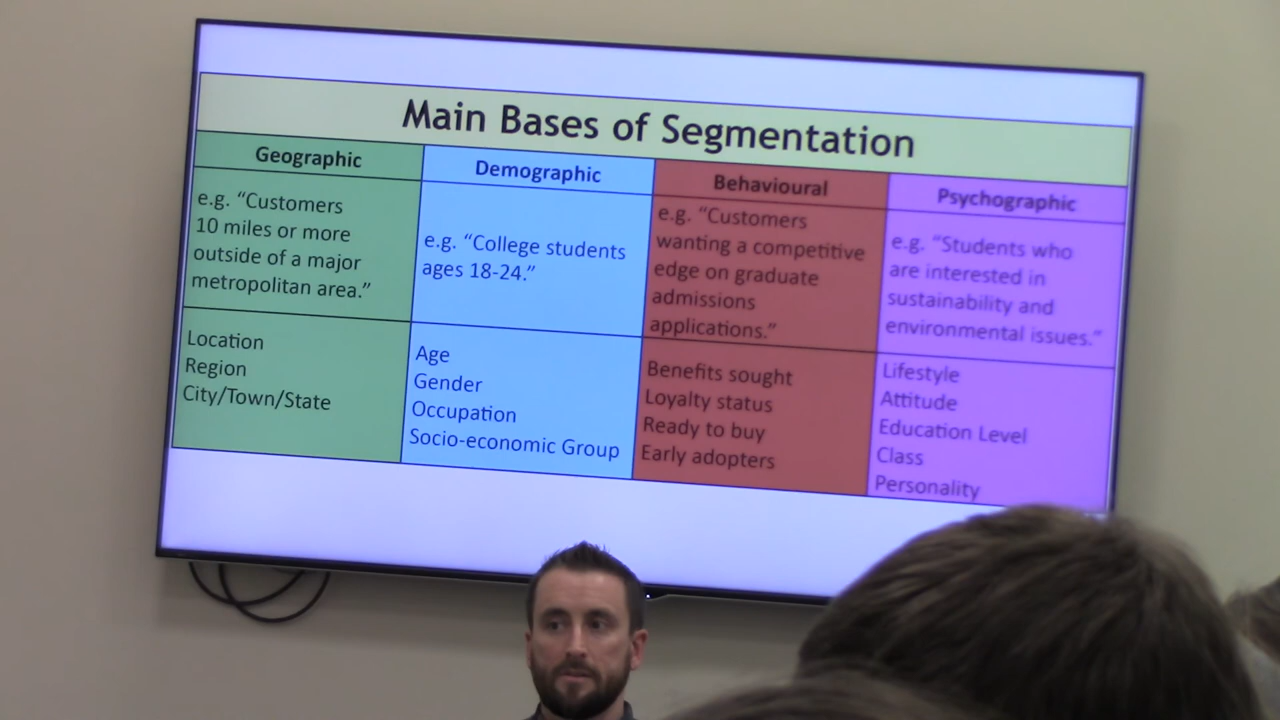 Main Bases of Segmentation
Geographic
Demographic
Behavioural
Psychographic
e.g. “Customers
10 miles or more
outside of a major
metropolitan area.”
e.g. “College students
ages 18-24.”
e.g. “Customers
wanting a competitive
edge on graduate
admissions
applications.”
e.g. “Students who
are interested in
sustainability and
environmental issues.”
Location
Region
City/Town/State
Age
Gender
Occupation
Socio-economic Group
Benefits sought
Loyalty status
Ready to buy
Early adopters
Lifestyle
Attitude
Education Level
Class
Personality